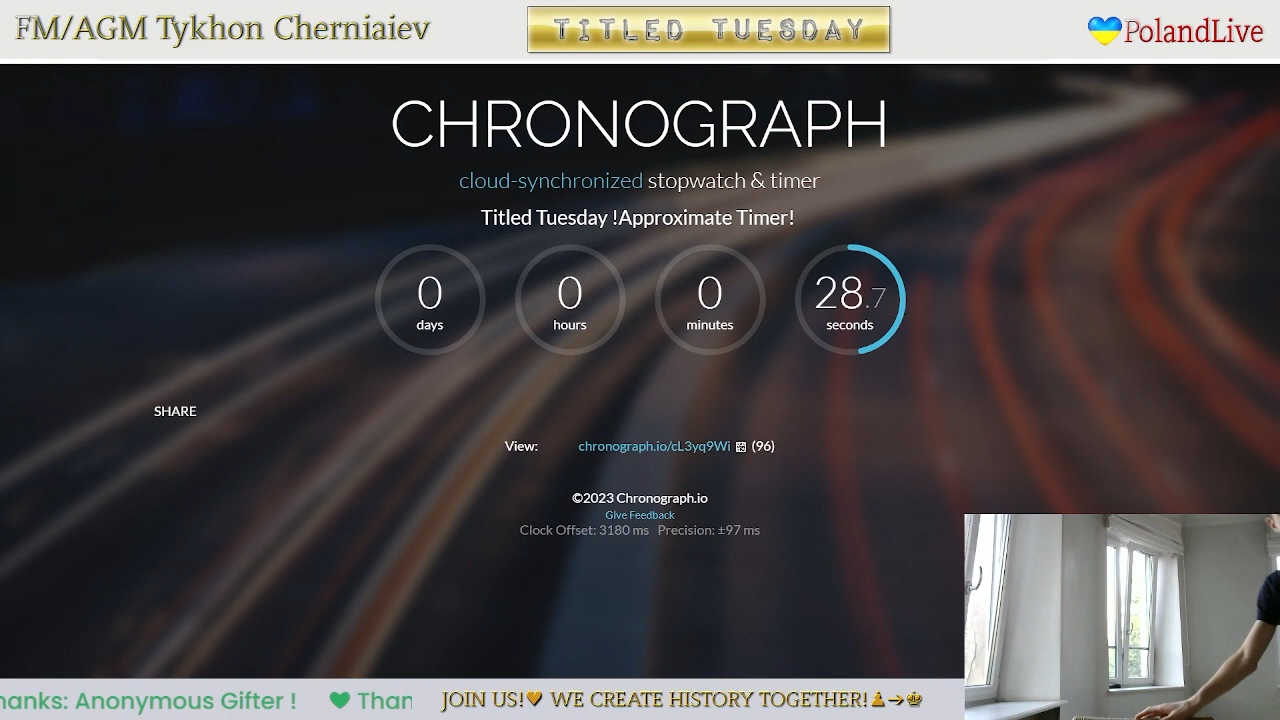 FM/AGM Tykhon Cherniaiev
TITLED TUESDAY
PolandLive
CHRONOGRAPH
cloud-synchronized stopwatch & timer
Titled Tuesday !Approximate Timer!
0 days
0 hours
0 minutes
28.7 seconds
SHARE
View: chronograph.io/cL3yq9Wi (96)
©2023 Chronograph.io
Give Feedback
Clock Offset: 3180 ms Precision: ±97 ms
hanks: Anonymous Gifter ! Than
JOIN US! WE CREATE HISTORY TOGETHER!